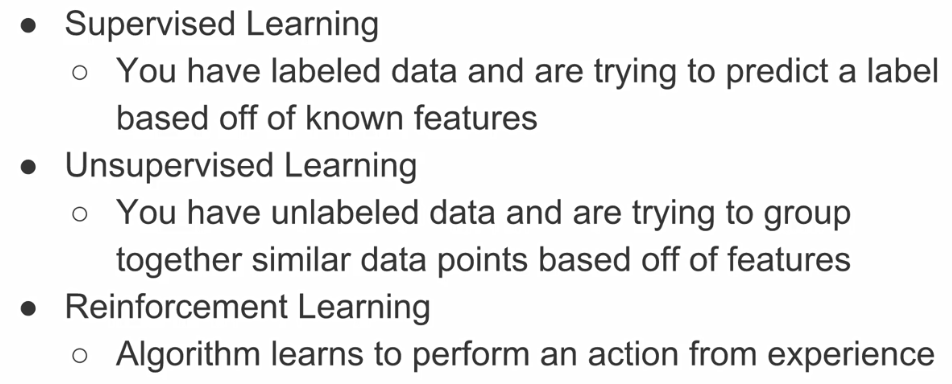 ● Supervised Learning
○ You have labeled data and are trying to predict a label
based off of known features
● Unsupervised Learning
○ You have unlabeled data and are trying to group
together similar data points based off of features
● Reinforcement Learning
○ Algorithm learns to perform an action from experience